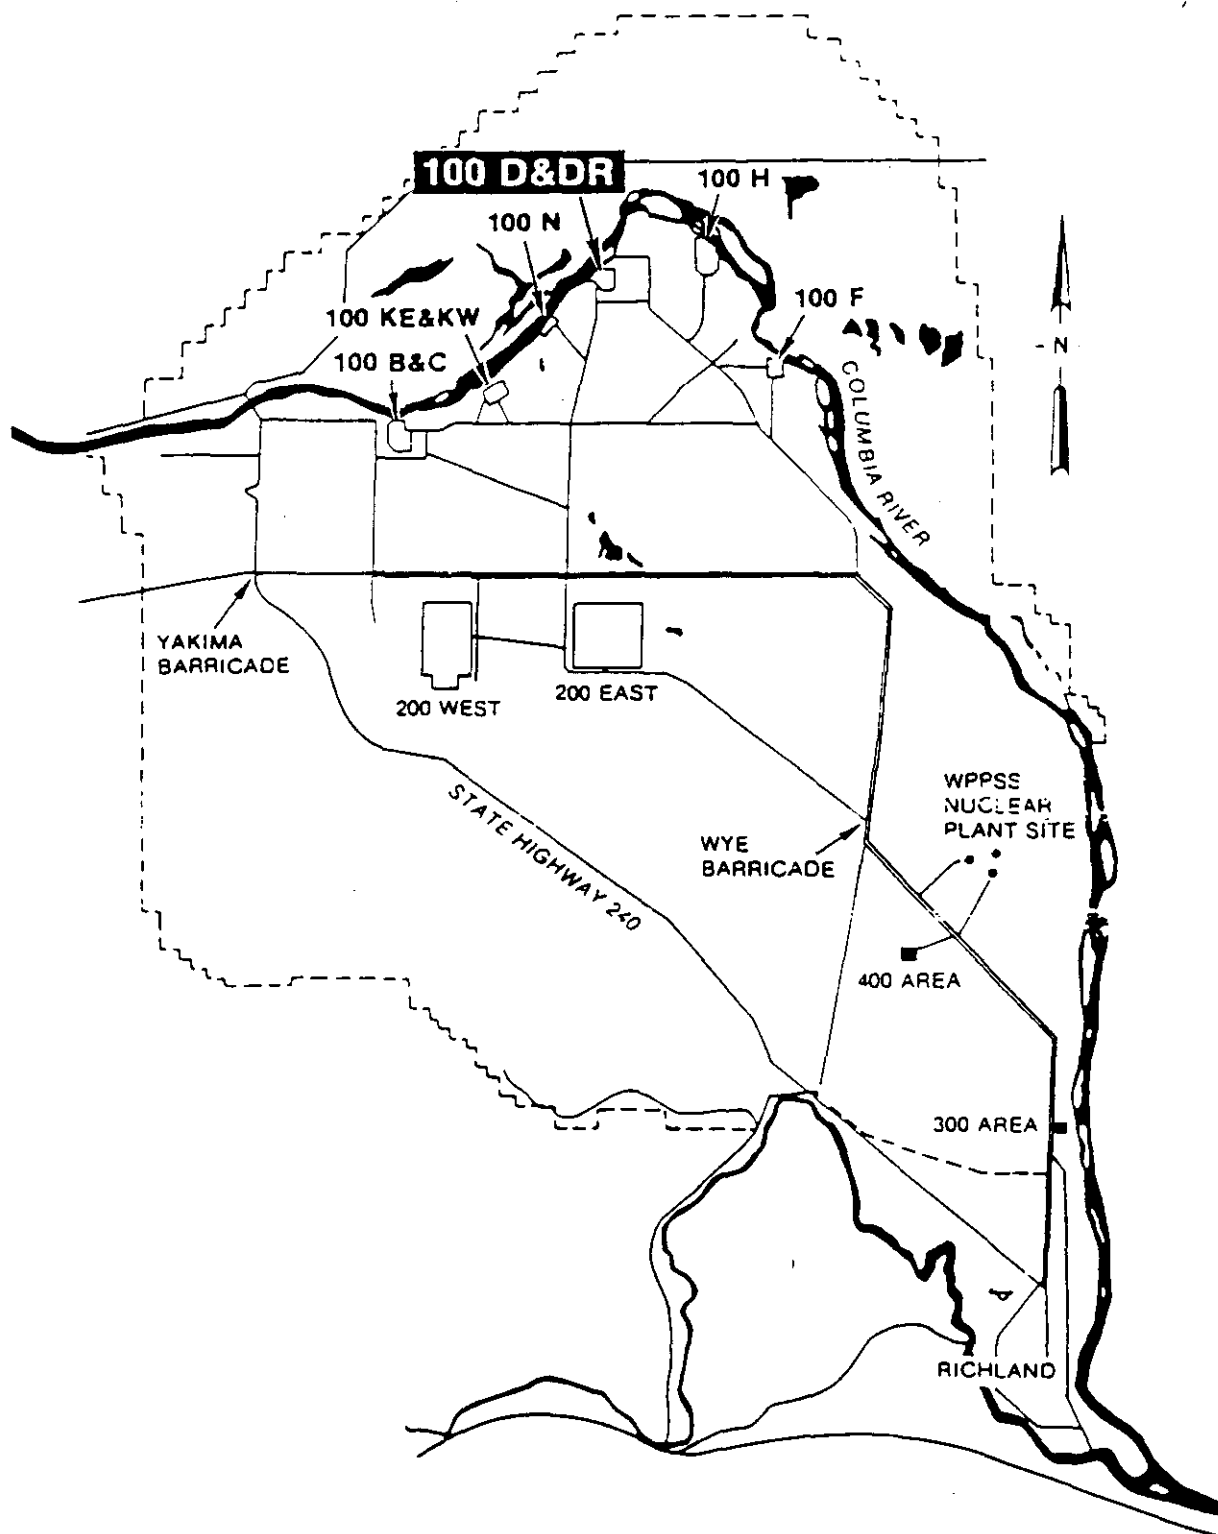 100 D&DR
100 H
100 N
100 F
100 KE&KW
100 B&C
N
COLUMBIA RIVER
YAKIMA
BARRICADE
200 WEST
200 EAST
STATE HIGHWAY 240
WPPSS
NUCLEAR
PLANT SITE
WYE
BARRICADE
400 AREA
300 AREA
RICHLAND